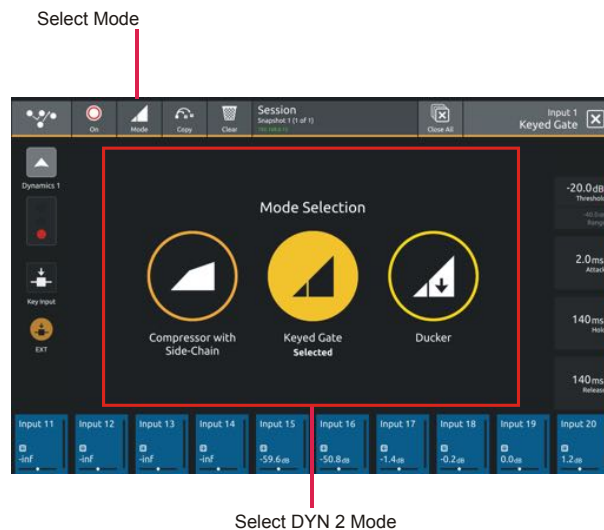 Select Mode
On
Mode
Copy
Clear
Session
Snapshot 1 (1 of 1)
Close All
Input 1
Keyed Gate
Dynamics 1
Key Input
EXT
Mode Selection
Compressor with
Side-Chain
Keyed Gate
Selected
Ducker
-20.0dB
Threshold
Range
2.0ms
Attack
140ms
Hold
140ms
Release
Input 11
-inf
Input 12
-inf
Input 13
-inf
Input 14
-inf
Input 15
-59.6dB
Input 16
-50.8dB
Input 17
-1.4dB
Input 18
-0.2dB
Input 19
0.0dB
Input 20
1.2dB
Select DYN 2 Mode